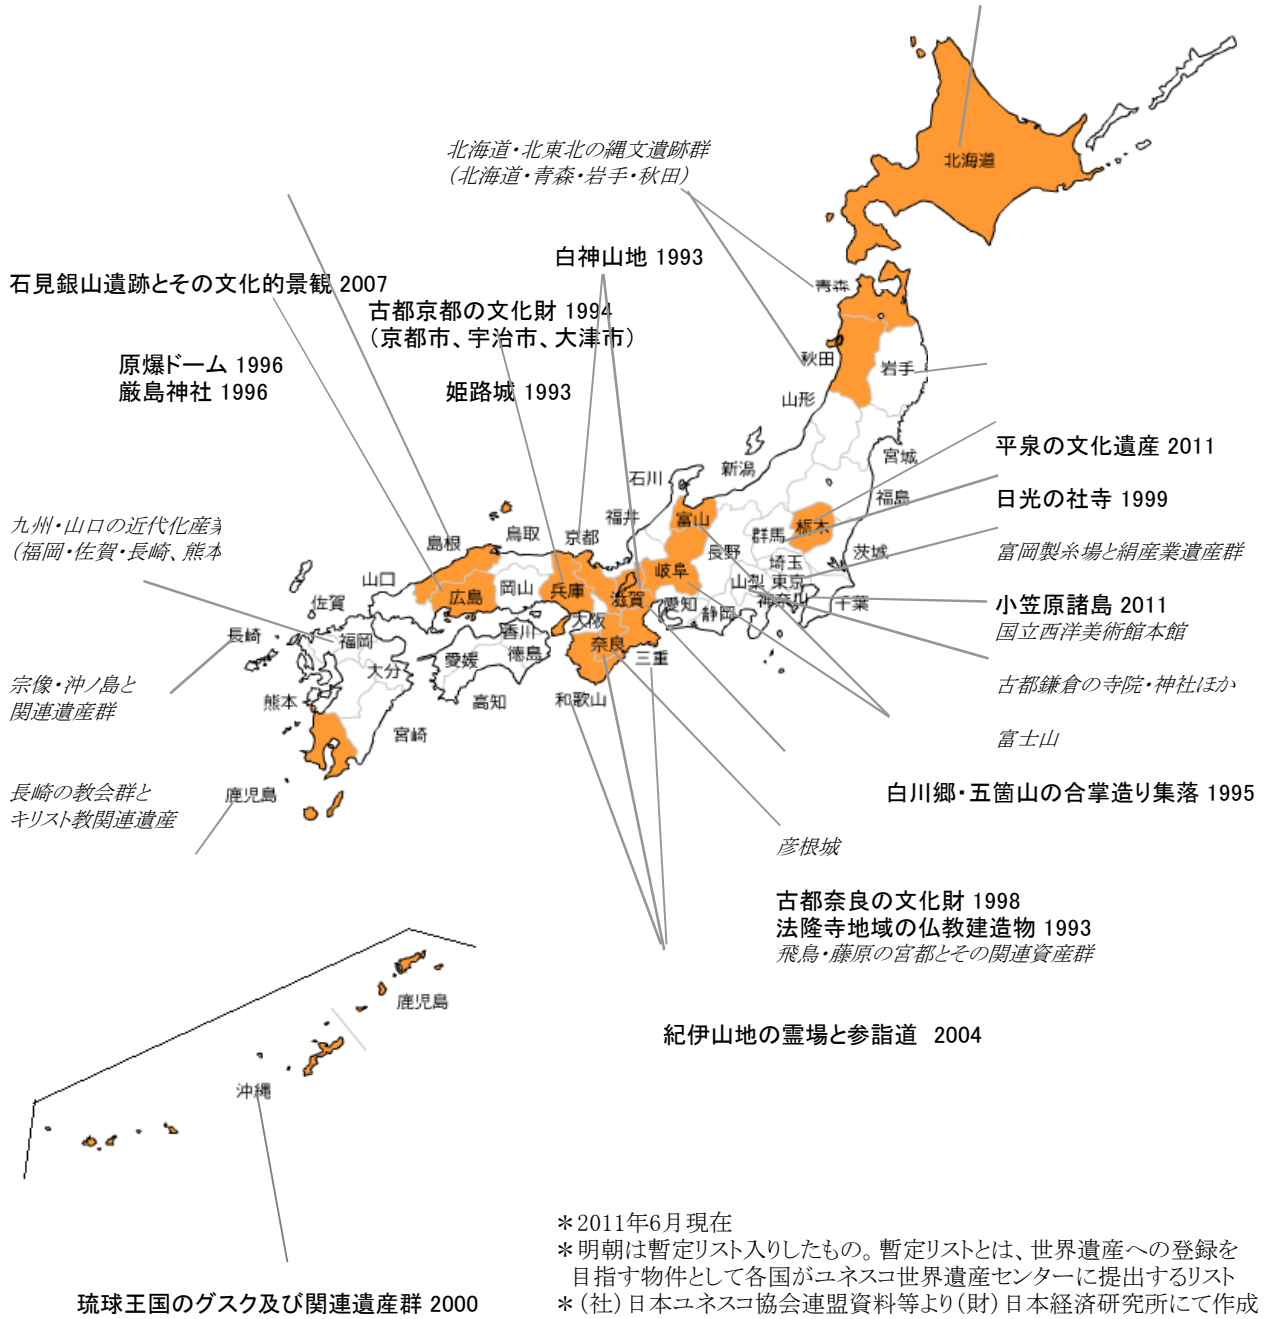 北海道
北海道・北東北の縄文遺跡群
（北海道・青森・岩手・秋田）
白神山地 1993
石見銀山遺跡とその文化的景観 2007
青森
古都京都の文化財 1994
（京都市、宇治市、大津市）
原爆ドーム 1996
厳島神社 1996
姫路城 1993
秋田
岩手
山形
平泉の文化遺産 2011
宮城
新潟
石川
日光の社寺 1999
福島
九州・山口の近代化産業
（福岡・佐賀・長崎、熊本
島根
鳥取
京都
福井
富山
群馬
栃木
茨城
富岡製糸場と絹産業遺産群
長野
埼玉
山口
広島
岡山
兵庫
滋賀
岐阜
山梨
東京
佐賀
愛知
静岡
神奈川
千葉
小笠原諸島 2011
国立西洋美術館本館
長崎
福岡
香川
大阪
奈良
三重
愛媛
徳島
大分
宗像・沖ノ島と
関連遺産群
熊本
高知
和歌山
宮崎
古都鎌倉の寺院・神社ほか
富士山
長崎の教会群と
キリスト教関連遺産
鹿児島
白川郷・五箇山の合掌造り集落 1995
彦根城
古都奈良の文化財 1998
法隆寺地域の仏教建造物 1993
飛鳥・藤原の宮都とその関連資産群
鹿児島
紀伊山地の霊場と参詣道 2004
沖縄
琉球王国のグスク及び関連遺産群 2000
＊2011年6月現在
＊明朝は暫定リスト入りしたもの。暫定リストとは、世界遺産への登録を
目指す物件として各国がユネスコ世界遺産センターに提出するリスト
＊（社）日本ユネスコ協会連盟資料等より（財）日本経済研究所にて作成